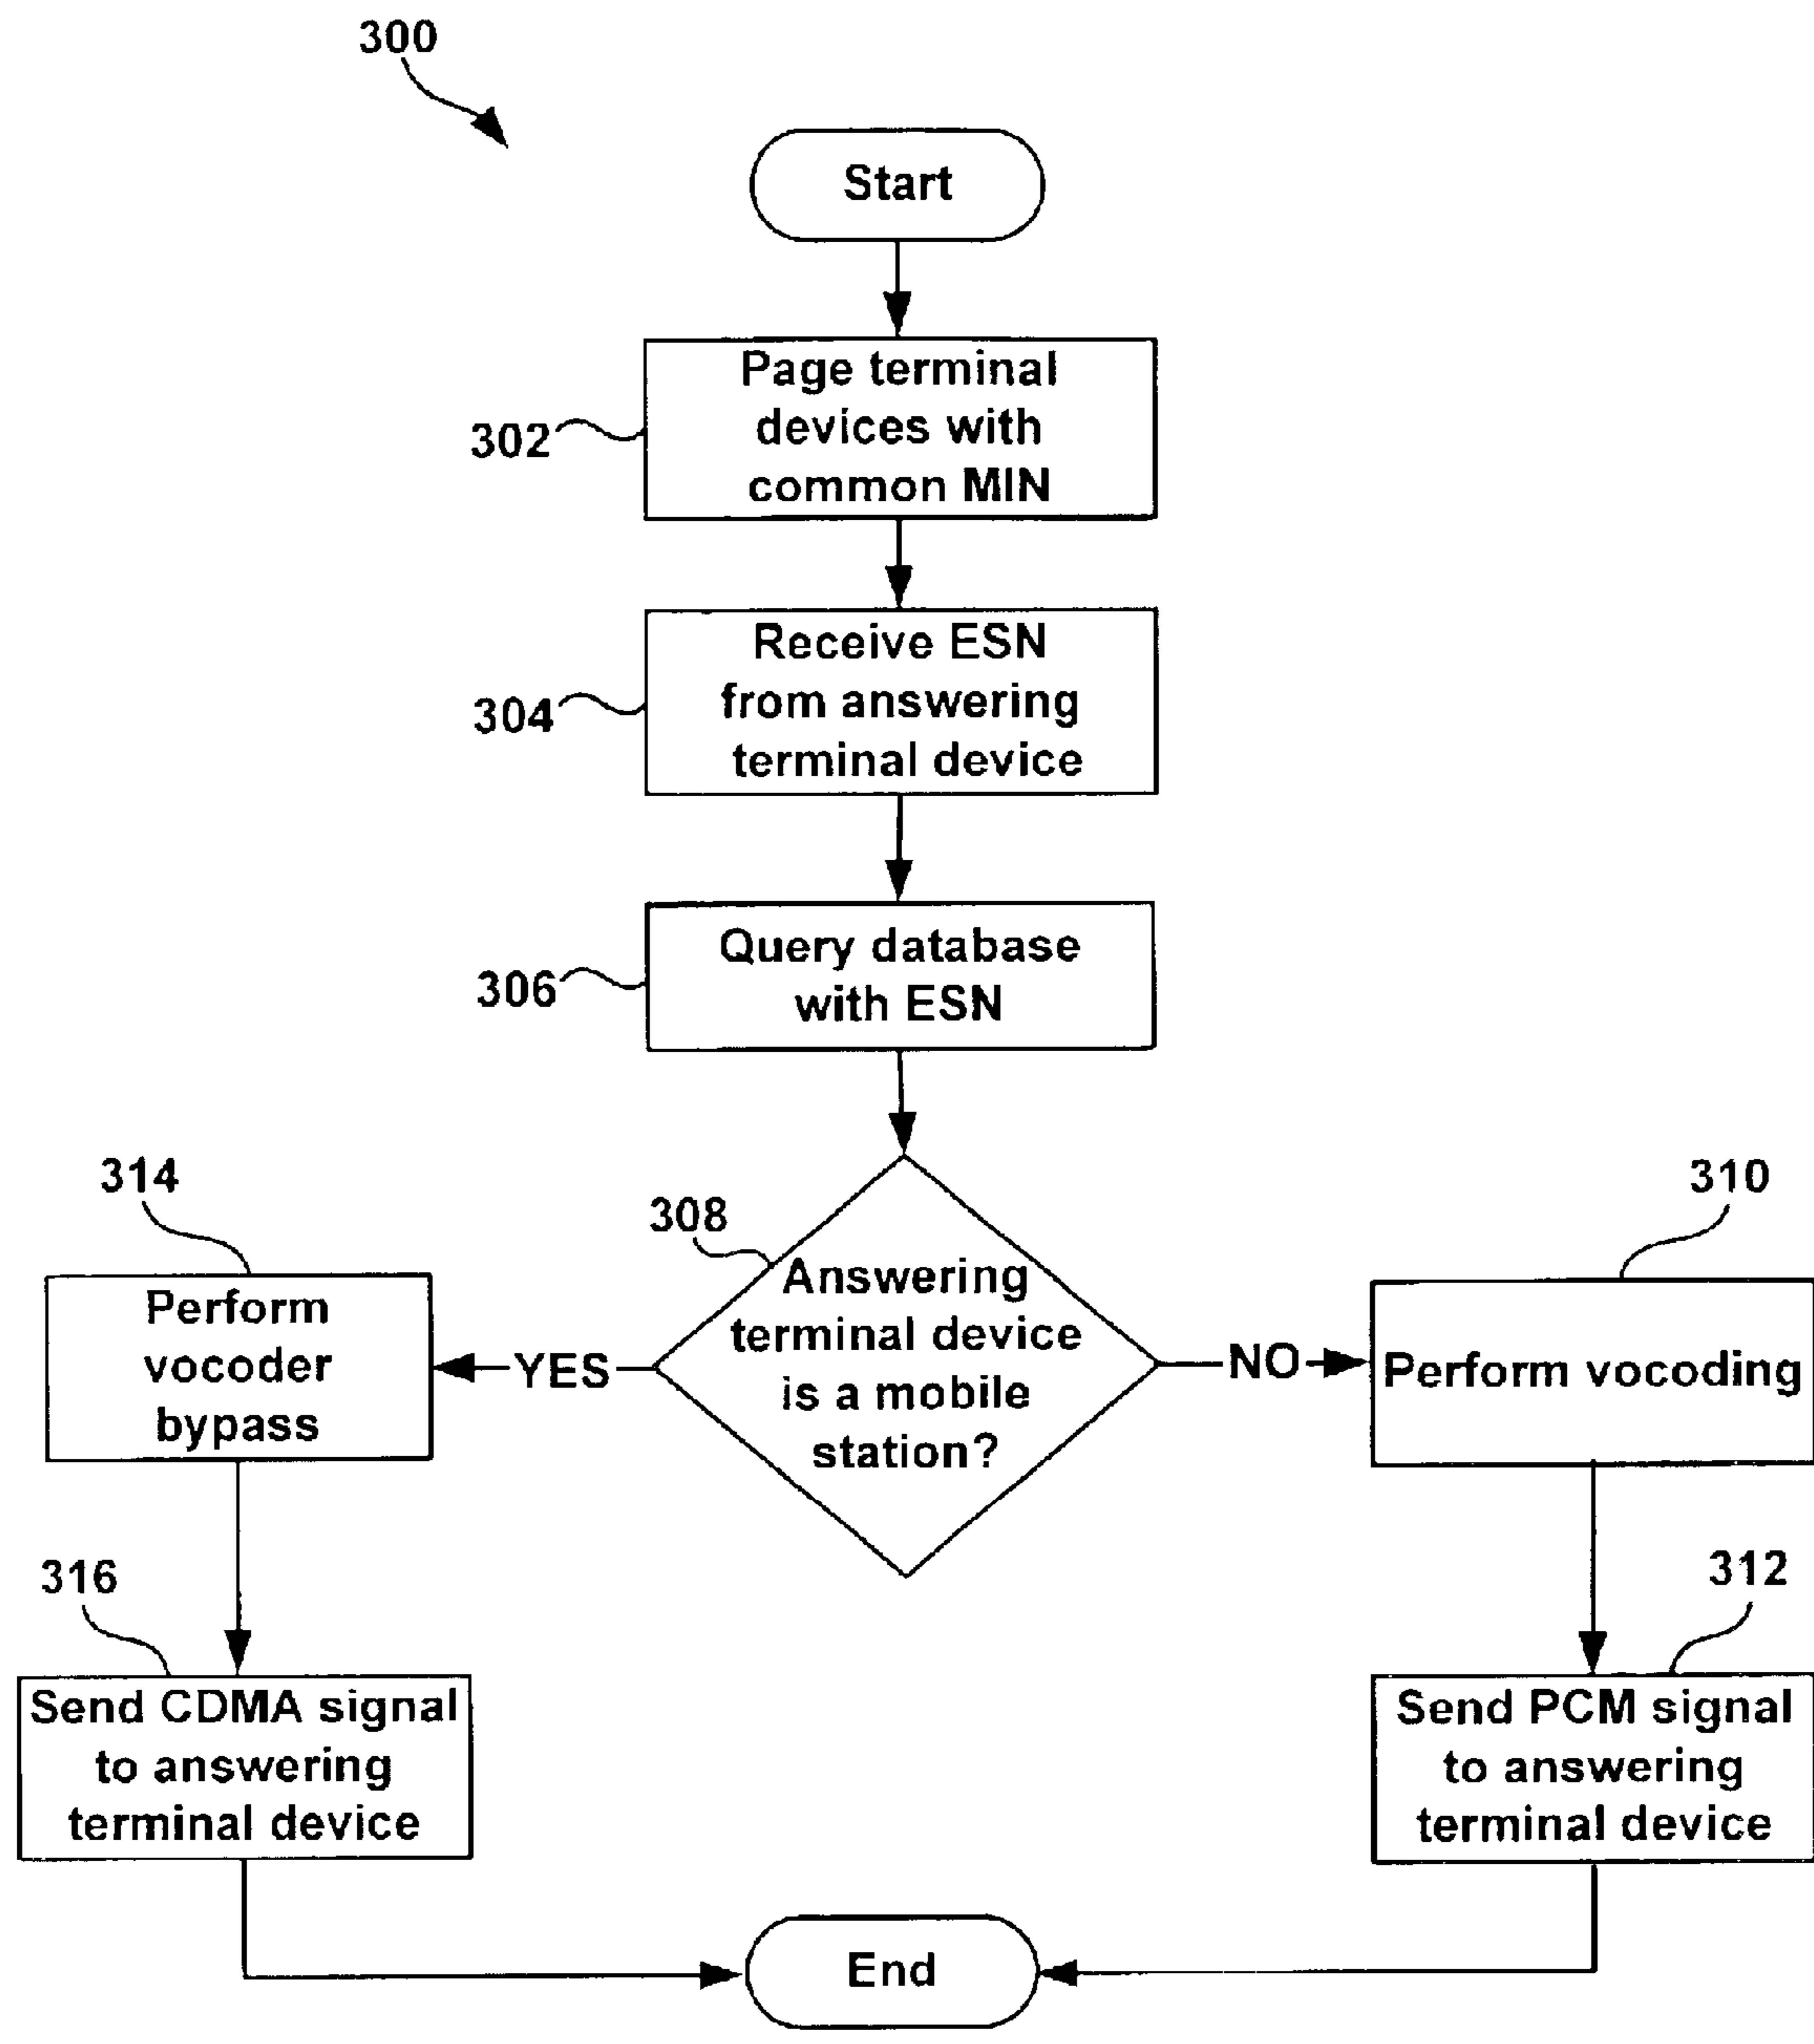 300
Start
Page terminal
devices with
common MIN
302
Receive ESN
from answering
terminal device
304
Query database
with ESN
306
308
Answering
terminal device
is a mobile
station?
YES
NO
314
Perform
vocoder
bypass
310
Perform vocoding
316
Send CDMA signal
to answering
terminal device
312
Send PCM signal
to answering
terminal device
End